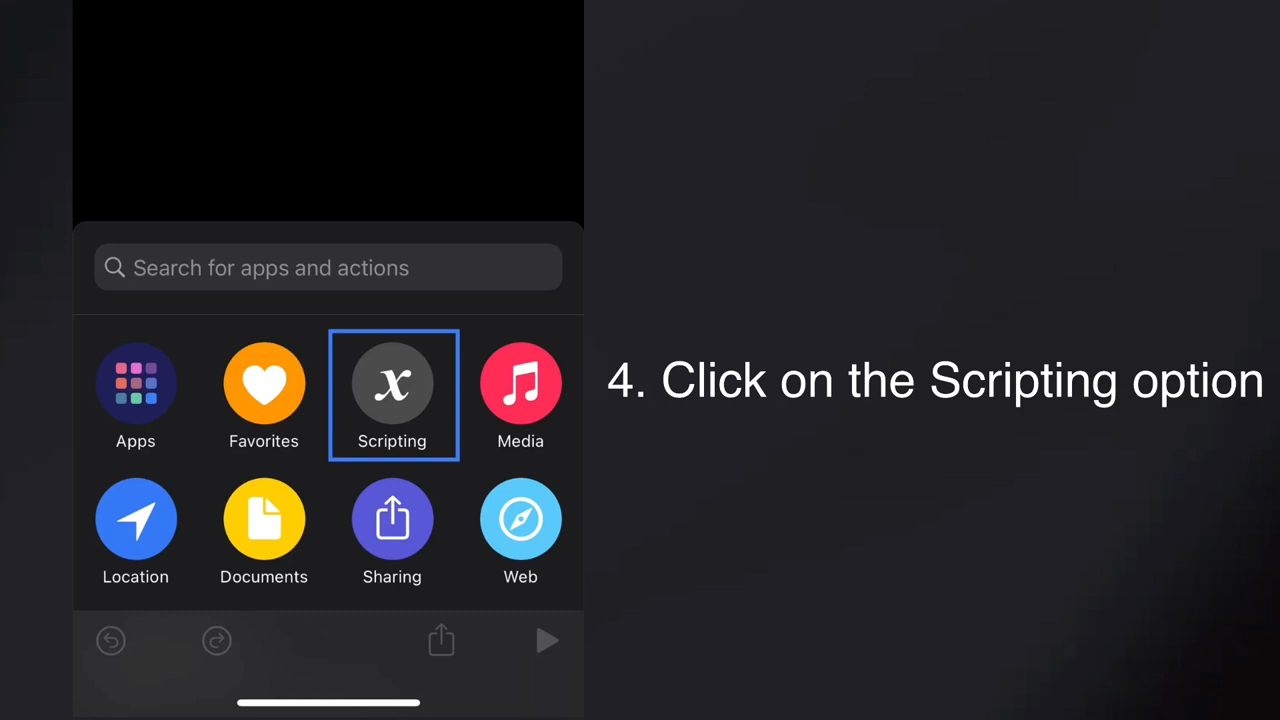 Search for apps and actions
4. Click on the Scripting option
Apps
Favorites
Scripting
Media
Location
Documents
Sharing
Web